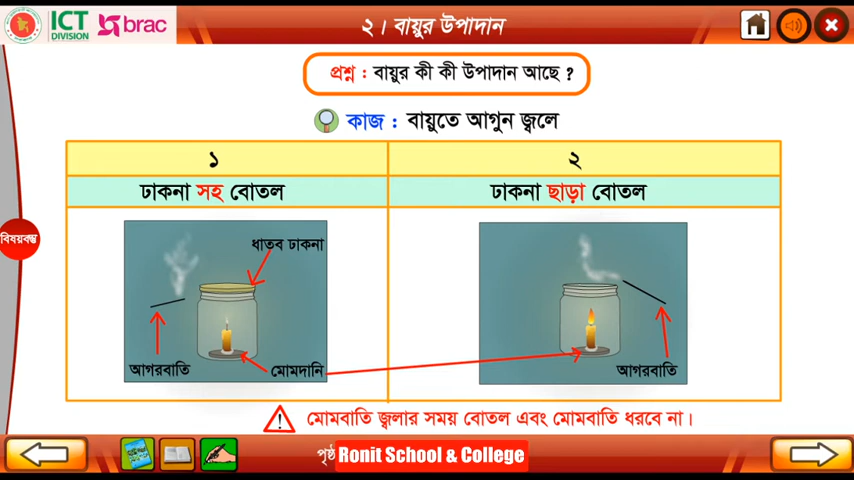 ICT
DIVISION
brac
২। বায়ুর উপাদান
প্রশ্ন : বায়ুর কী কী উপাদান আছে ?
কাজ : বায়ুতে আগুন জ্বলে
১
২
ঢাকনা সহ বোতল
ঢাকনা ছাড়া বোতল
ধাতব ঢাকনা
আগরবাতি
মোমদানি
আগরবাতি
বিষয়বস্তু
মোমবাতি জ্বলার সময় বোতল এবং মোমবাতি ধরবে না।
Ronit School & College